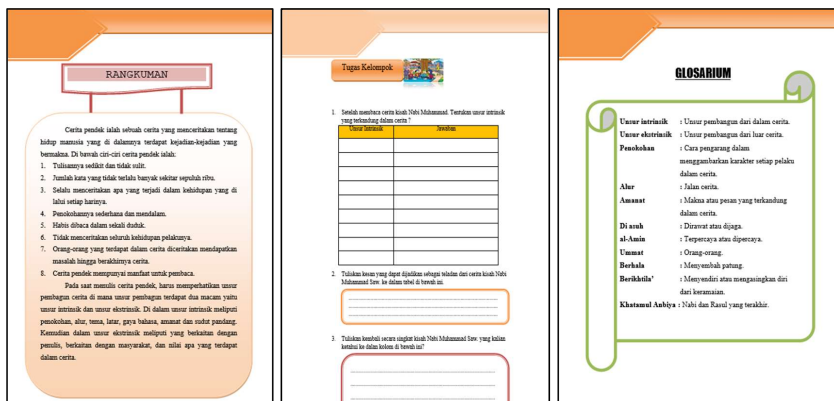 RANGKUMAN
Cerita pendek ialah sebuah cerita yang menceritakan tentang
hidup manusia yang di dalamnya terdapat kejadian-kejadian yang
bermakna. Di bawah ciri-ciri cerita pendek ialah:
1. Tulisannya sedikit dan tidak sulit.
2. Jumlah kata yang tidak terlalu banyak sekitar sepuluh ribu.
3. Selalu menceritakan apa yang terjadi dalam kehidupan yang di
lalui setiap harinya.
4. Penokohannya sederhana dan mendalam.
5. Habis dibaca dalam sekali duduk.
6. Tidak menceritakan seluruh kehidupan pelakunya.
7. Orang-orang yang terdapat dalam cerita diceritakan mendapatkan
masalah hingga berakhirnya cerita.
8. Cerita pendek mempunyai manfaat untuk pembaca.
Pada saat menulis cerita pendek, harus memperhatikan unsur
pembagun cerita di mana unsur pembagun terdapat dua macam yaitu
unsur intrinsik dan unsur ekstrinsik. Di dalam unsur intrinsik meliputi
penokohan, alur, tema, latar, gaya bahasa, amanat dan sudut pandang.
Kemudian dalam unsur ekstrinsik meliputi yang berkaitan dengan
penulis, berkaitan dengan masyarakat, dan nilai apa yang terdapat
dalam cerita.
Tugas Kelompok
1. Setelah membaca cerita kisah Nabi Muhammad. Tentukan unsur intrinsik
yang terkandung dalam cerita ?
Unsur Intrinsik Jawaban
2. Tuliskan kesan yang dapat dijadikan sebagai teladan dari cerita kisah Nabi
Muhammad Saw. ke dalam tabel di bawah ini.
3. Tuliskan kembali secara singkat kisah Nabi Muhammad Saw. yang kalian
ketahui ke dalan kolom di bawah ini?
GLOSARIUM
Unsur intrinsik : Unsur pembangun dari dalam cerita.
Unsur ekstrinsik : Unsur pembangun dari luar cerita.
Penokohan : Cara pengarang dalam
menggambarkan karakter setiap pelaku
dalam cerita.
Alur : Jalan cerita.
Amanat : Makna atau pesan yang terkandung
dalam cerita.
Di asuh : Dirawat atau dijaga.
al-Amin : Terpercaya atau dipercaya.
Ummat : Orang-orang.
Berhala : Menyembah patung.
Berikhtila' : Menyendiri atau mengasingkan diri
dari keramaian.
Khatamul Anbiya : Nabi dan Rasul yang terakhir.